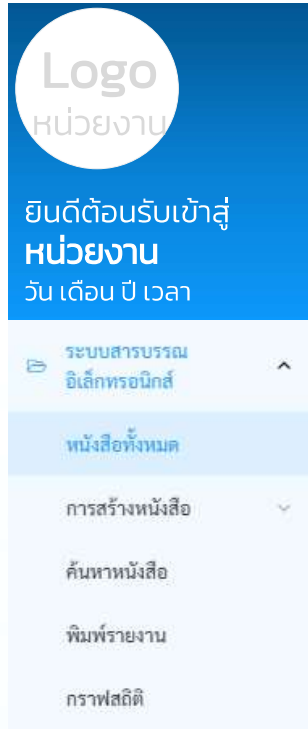 Logo
หน่วยงาน
ยินดีต้อนรับเข้าสู่
หน่วยงาน
วัน เดือน ปี เวลา
ระบบสารบรรณ
อิเล็กทรอนิกส์
หนังสือทั้งหมด
การสร้างหนังสือ
ค้นหาหนังสือ
พิมพ์รายงาน
กราฟสถิติ